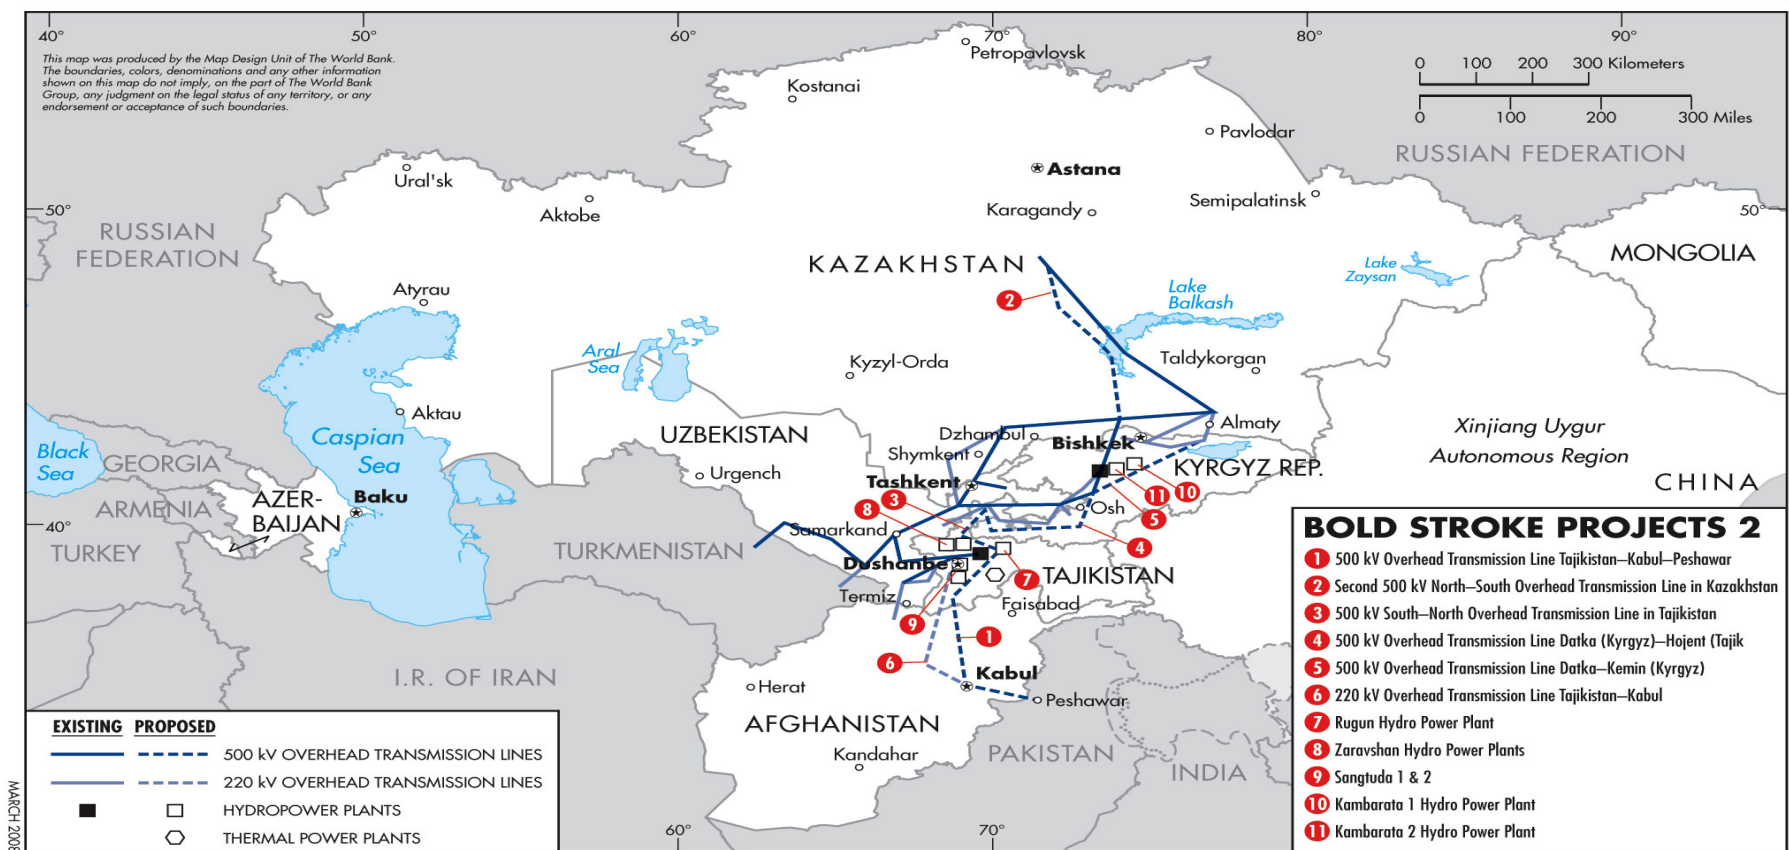 40°
50°
60°
70°
80°
90°
This map was produced by the Map Design Unit of The World Bank.
The boundaries, colors, denominations and any other information
shown on this map do not imply, on the part of The World Bank
Group, any judgment on the legal status of any territory, or any
endorsement or acceptance of such boundaries.
Petropavlovsk
0 100 200 300 Kilometers
0 100 200 300 Miles
Kostanai
Pavlodar
RUSSIAN FEDERATION
Astana
Ural'sk
Aktobe
Karagandy
Semipalatinsk
50°
50°
RUSSIAN
FEDERATION
KAZAKHSTAN
MONGOLIA
Lake
Zaysan
Atyrau
2
Lake
Balkash
Aral
Sea
Kyzyl-Orda
Taldykorgan
Aktau
Caspian
Sea
UZBEKISTAN
Dzhambul
Bishkek
Almaty
Xinjiang Uygur
Autonomous Region
Black
Sea
GEORGIA
Shymkent
Urgench
KYRGYZ REP.
CHINA
Tashkent
ARMENIA
AZER-
BAIJAN
Baku
3
8
11
10
Osh
5
40°
Samarkand
4
TURKEY
TURKMENISTAN
Dushanbe
TAJIKISTAN
7
Termiz
Faisabad
9
1
6
I.R. OF IRAN
Kabul
Herat
Peshawar
AFGHANISTAN
Kandahar
PAKISTAN
INDIA
BOLD STROKE PROJECTS 2
1 500 kV Overhead Transmission Line Tajikistan–Kabul–Peshawar
2 Second 500 kV North–South Overhead Transmission Line in Kazakhstan
3 500 kV South–North Overhead Transmission Line in Tajikistan
4 500 kV Overhead Transmission Line Datka (Kyrgyz)–Hojent (Tajik
5 500 kV Overhead Transmission Line Datka–Kemin (Kyrgyz)
6 220 kV Overhead Transmission Line Tajikistan–Kabul
7 Rugun Hydro Power Plant
8 Zaravshan Hydro Power Plants
9 Sangtuda 1 & 2
10 Kambarata 1 Hydro Power Plant
11 Kambarata 2 Hydro Power Plant
EXISTING PROPOSED
500 kV OVERHEAD TRANSMISSION LINES
220 kV OVERHEAD TRANSMISSION LINES
HYDROPOWER PLANTS
THERMAL POWER PLANTS
60°
70°
MARCH 2008